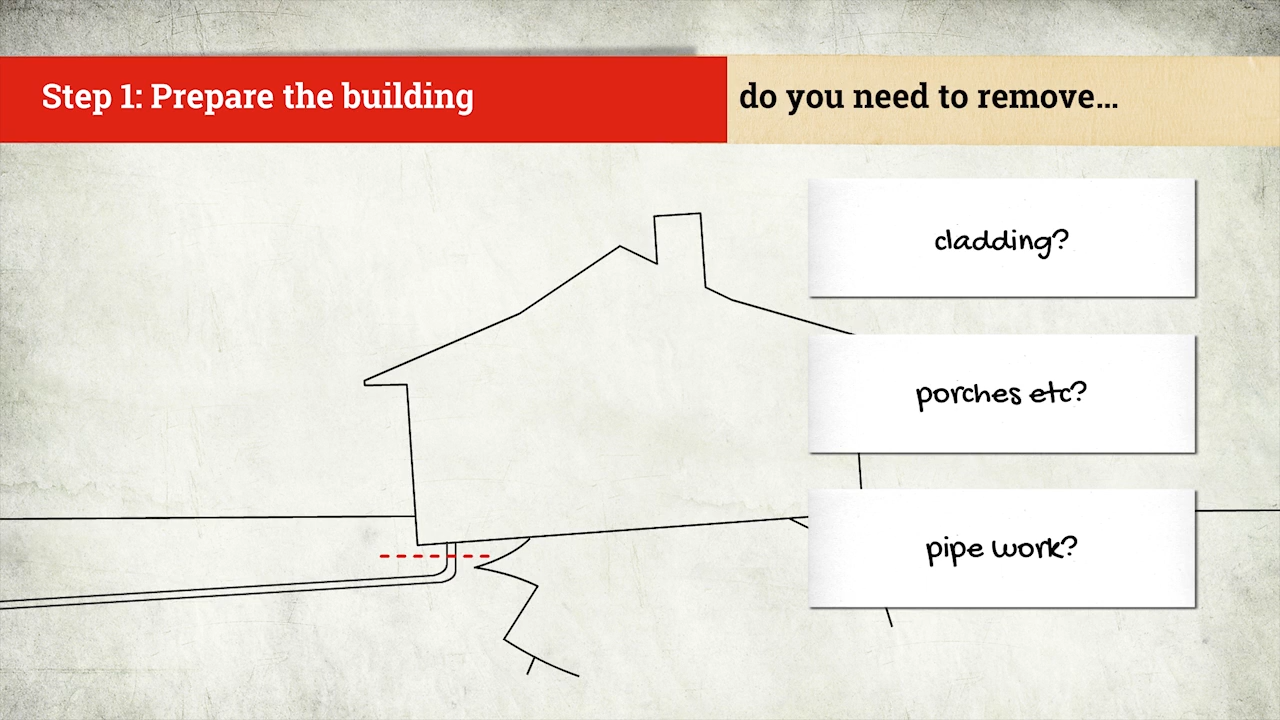 Step 1: Prepare the building
do you need to remove...
cladding?
porches etc?
pipe work?